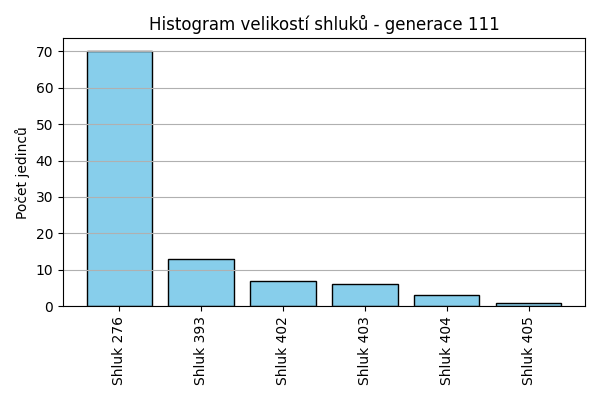 Histogram velikostí shluků - generace 111
Počet jedinců
70
60
50
40
30
20
10
0
Shluk 276
Shluk 393
Shluk 402
Shluk 403
Shluk 404
Shluk 405